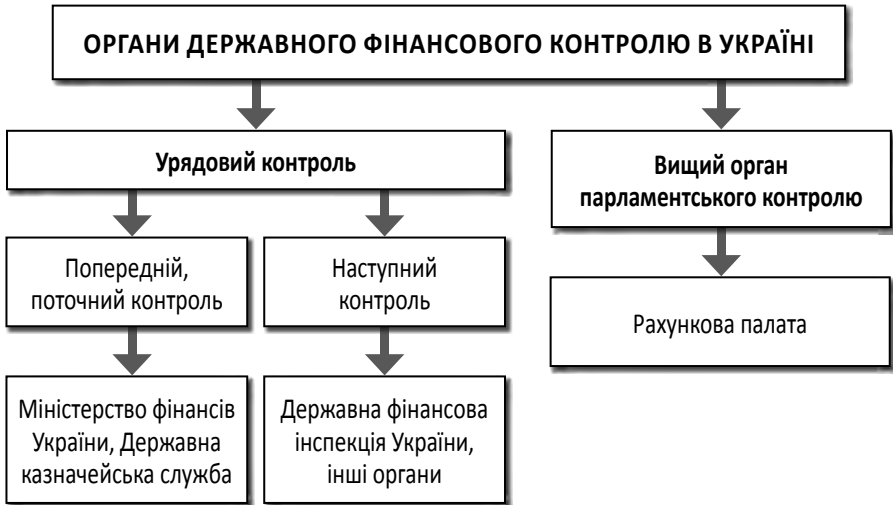 ОРГАНИ ДЕРЖАВНОГО ФІНАНСОВОГО КОНТРОЛЮ В УКРАЇНІ
Урядовий контроль
Вищий орган
парламентського контролю
Попередній,
поточний контроль
Наступний
контроль
Рахункова палата
Міністерство фінансів
України, Державна
казначейська служба
Державна фінансова
інспекція України,
інші органи